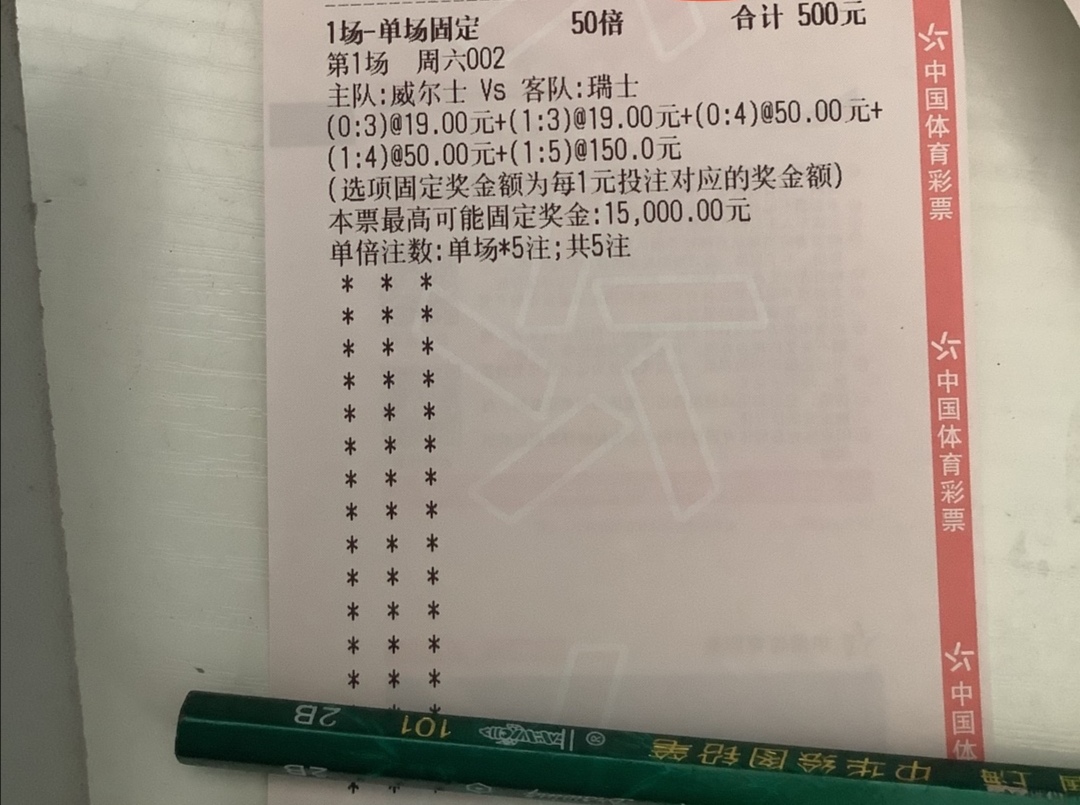 1场-单场固定 50倍 合计 500元
第1场 周六002
主队:威尔士 Vs 客队:瑞士
(0:3)@19.00元+(1:3)@19.00元+(0:4)@50.00元+
(1:4)@50.00元+(1:5)@150.0元
(选项固定奖金额为每1元投注对应的奖金额)
本票最高可能固定奖金:15,000.00元
单倍注数:单场*5注;共5注
* * *
* * *
* * *
* * *
* * *
* * *
* * *
* * *
* * *
* * *
* * *
* * *
* * *
* * *
中国体育彩票
中国体育彩票
中国体
中华绘图铅笔 ® 101 2B
国 上海
2B